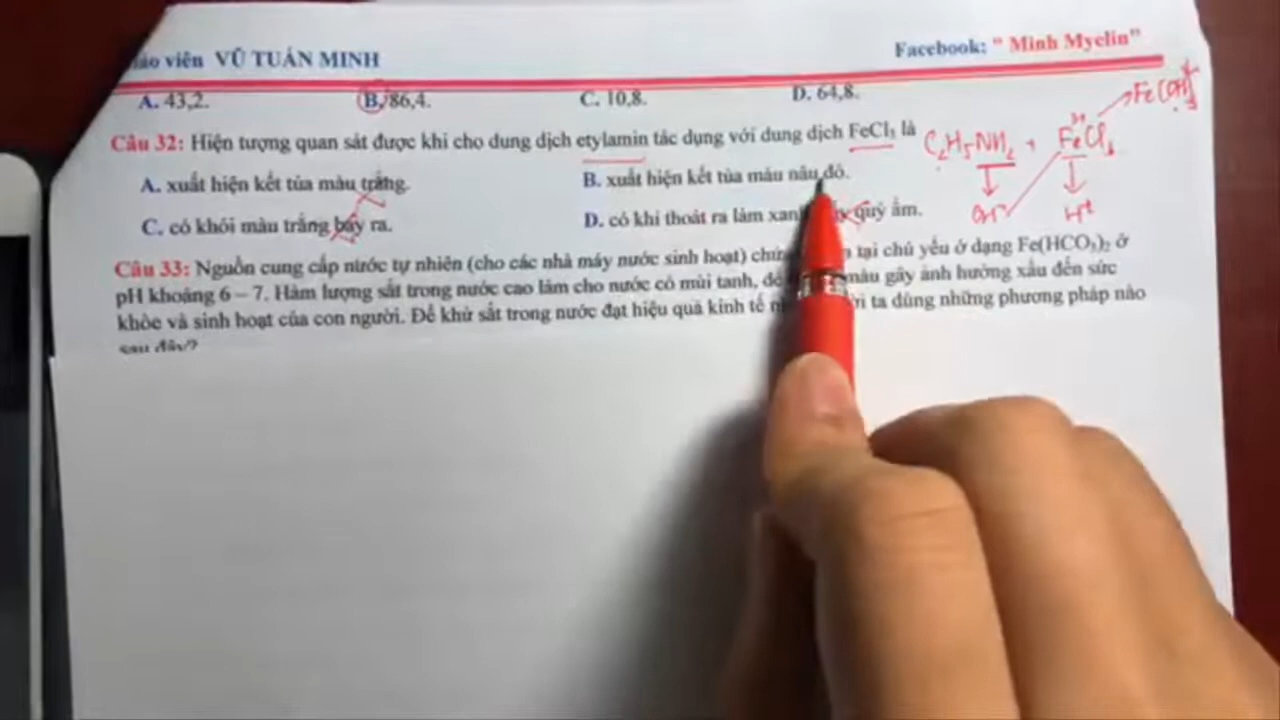 áo viên VŨ TUẤN MINH Facebook: " Minh Myelin"
A. 43,2. B. 86,4. C. 10,8. D. 64,8.
Câu 32: Hiện tượng quan sát được khi cho dung dịch etylamin tác dụng với dung dịch FeCl₃ là
A. xuất hiện kết tủa màu trắng. B. xuất hiện kết tủa màu nâu đỏ.
C. có khói màu trắng bay ra. D. có khí thoát ra làm xanh quỳ ẩm.
C₂H₅NH₂ + FeCl₃
OH⁻ H⁺
Câu 33: Nguồn cung cấp nước tự nhiên (cho các nhà máy nước sinh hoạt) tại chủ yếu ở dạng Fe(HCO₃)₂ ở
pH khoảng 6 – 7. Hàm lượng sắt trong nước cao làm cho nước có mùi tanh, màu gây ảnh hưởng xấu đến sức
khỏe và sinh hoạt của con người. Để khử sắt trong nước đạt hiệu quả kinh tế ta dùng những phương pháp nào
sau đây?